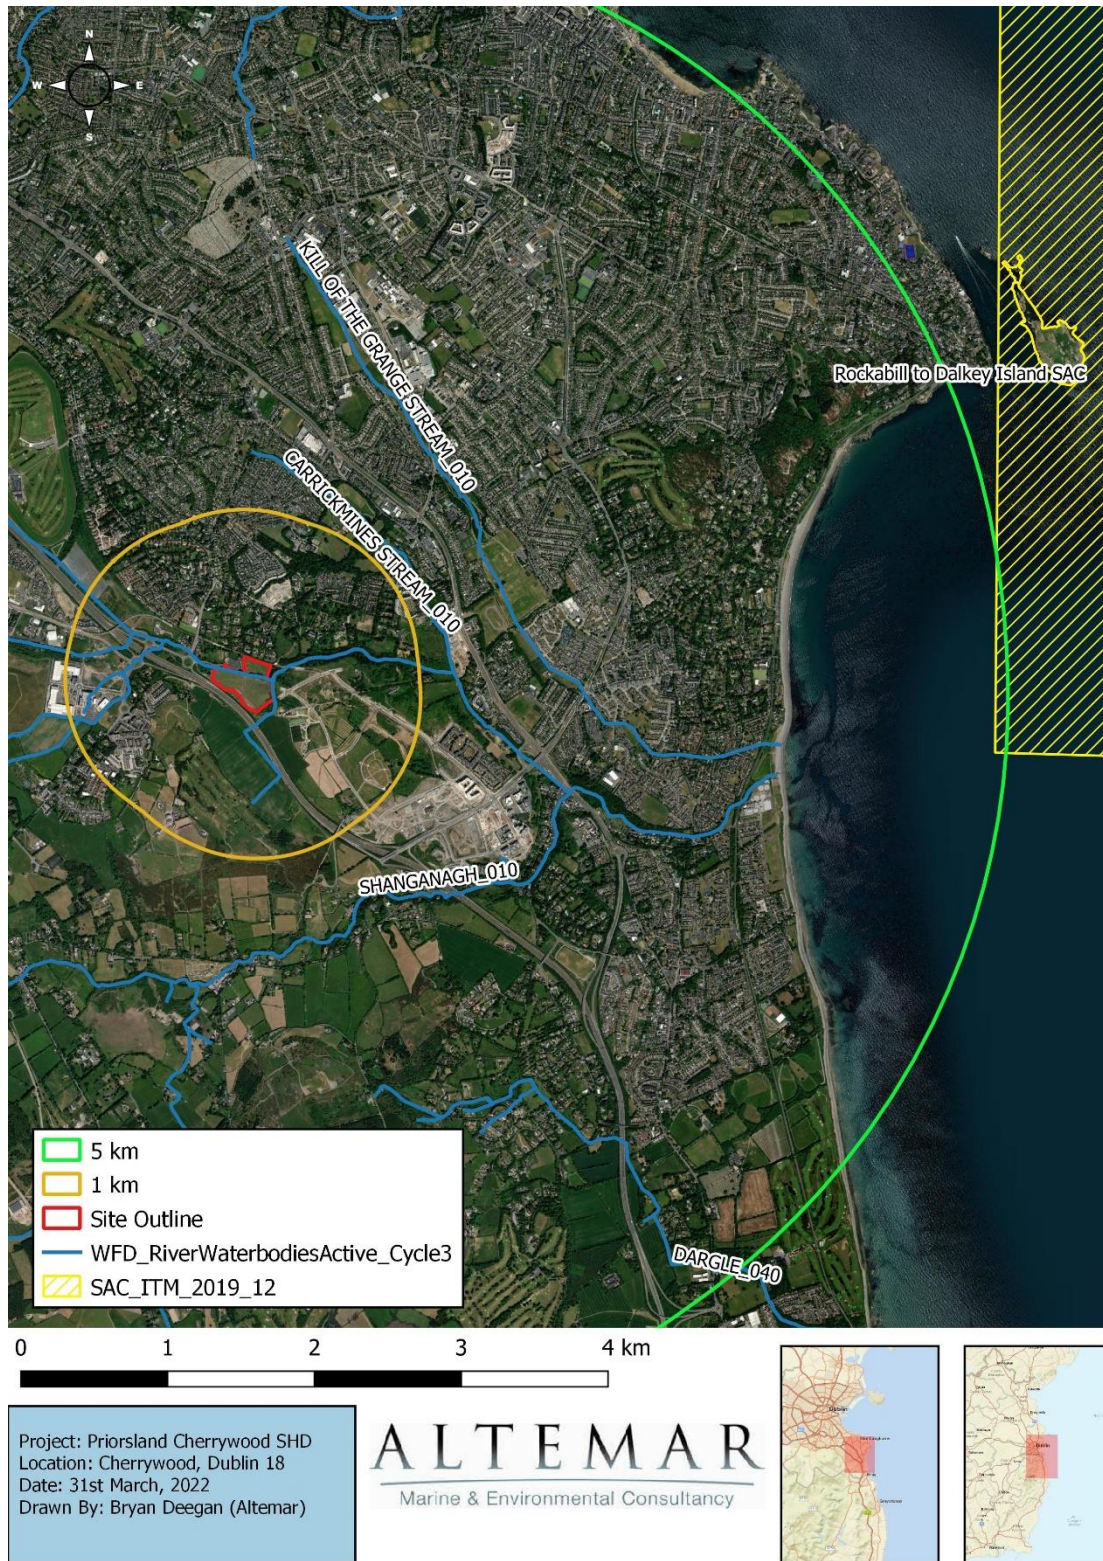 N
W E
S
KILL OF THE GRANGE STREAM_010
Rockabill to Dalkey Island SAC
CARRICKMINES STREAM_010
SHANGANAGH_010
DARGLE_040
5 km
1 km
Site Outline
WFD_RiverWaterbodiesActive_Cycle3
SAC_ITM_2019_12
0 1 2 3 4 km
Project: Priorsland Cherrywood SHD
Location: Cherrywood, Dublin 18
Date: 31st March, 2022
Drawn By: Bryan Deegan (Altemar)
ALTEMAR
Marine & Environmental Consultancy
Dublin
Dublin